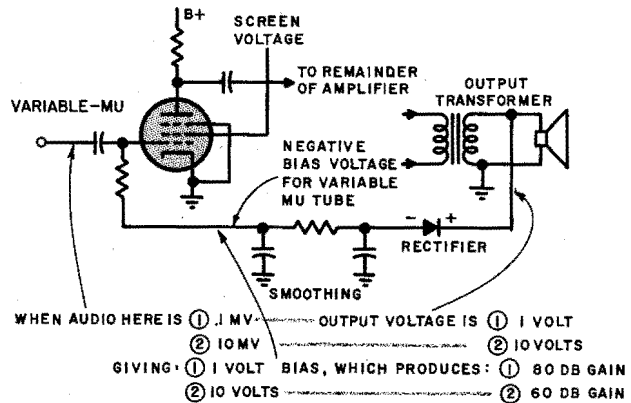 B+
SCREEN
VOLTAGE
TO REMAINDER
OF AMPLIFIER
OUTPUT
TRANSFORMER
VARIABLE-MU
NEGATIVE
BIAS VOLTAGE
FOR VARIABLE
MU TUBE
- +
RECTIFIER
SMOOTHING
WHEN AUDIO HERE IS ① .1 MV OUTPUT VOLTAGE IS ① 1 VOLT
② 10 MV ② 10 VOLTS
GIVING: ① 1 VOLT BIAS, WHICH PRODUCES: ① 80 DB GAIN
② 10 VOLTS ② 60 DB GAIN